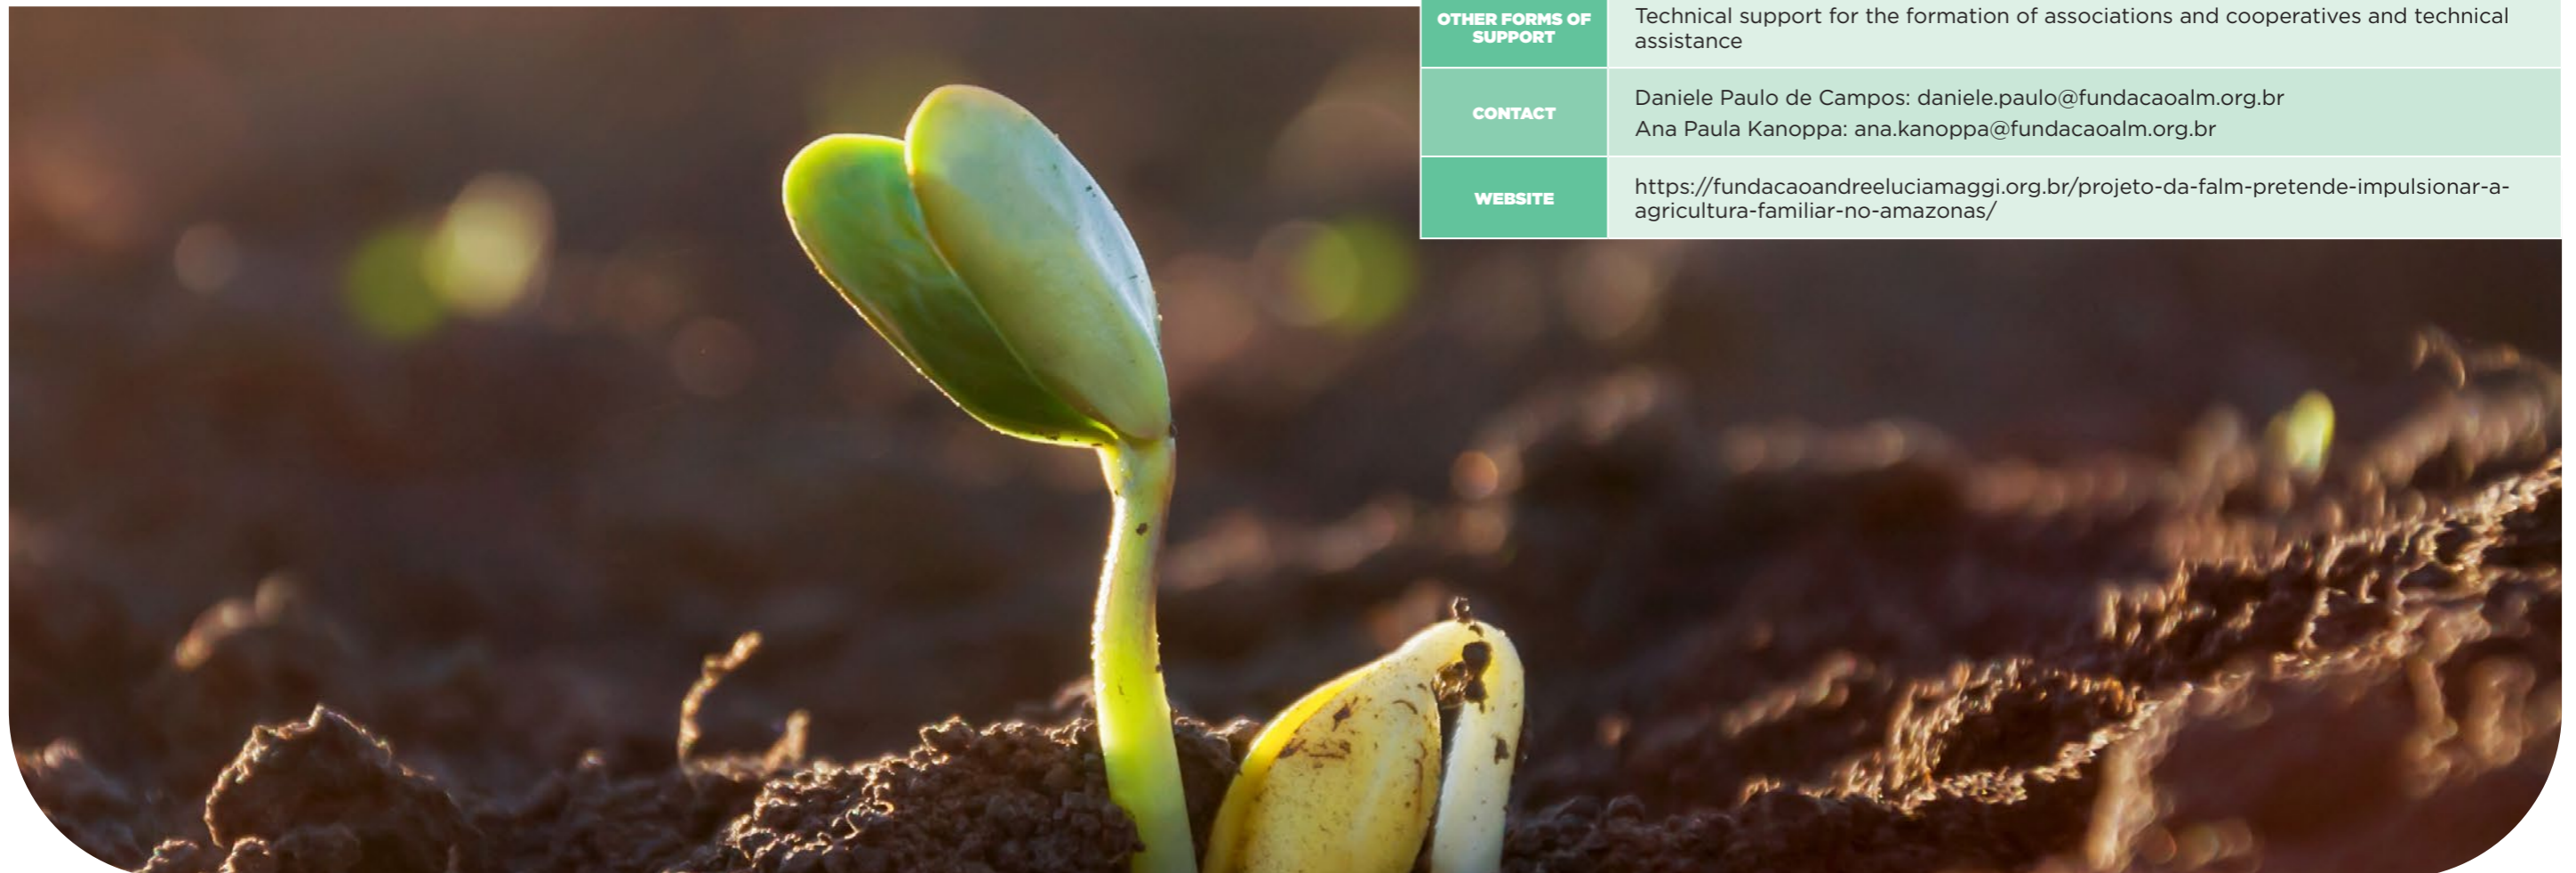 OTHER FORMS OF
SUPPORT
Technical support for the formation of associations and cooperatives and technical
assistance
CONTACT
Daniele Paulo de Campos: daniele.paulo@fundacaoalm.org.br
Ana Paula Kanoppa: ana.kanoppa@fundacaoalm.org.br
WEBSITE
https://fundacaoandreeluciamaggi.org.br/projeto-da-falm-pretende-impulsionar-a-
agricultura-familiar-no-amazonas/